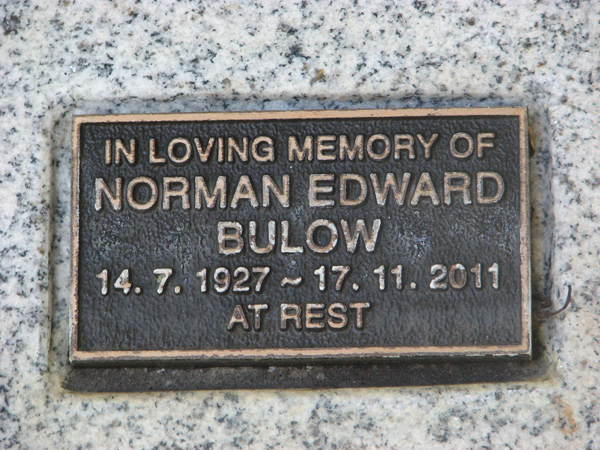 IN LOVING MEMORY OF
NORMAN EDWARD
BULOW
14. 7. 1927 ~ 17. 11. 2011
AT REST